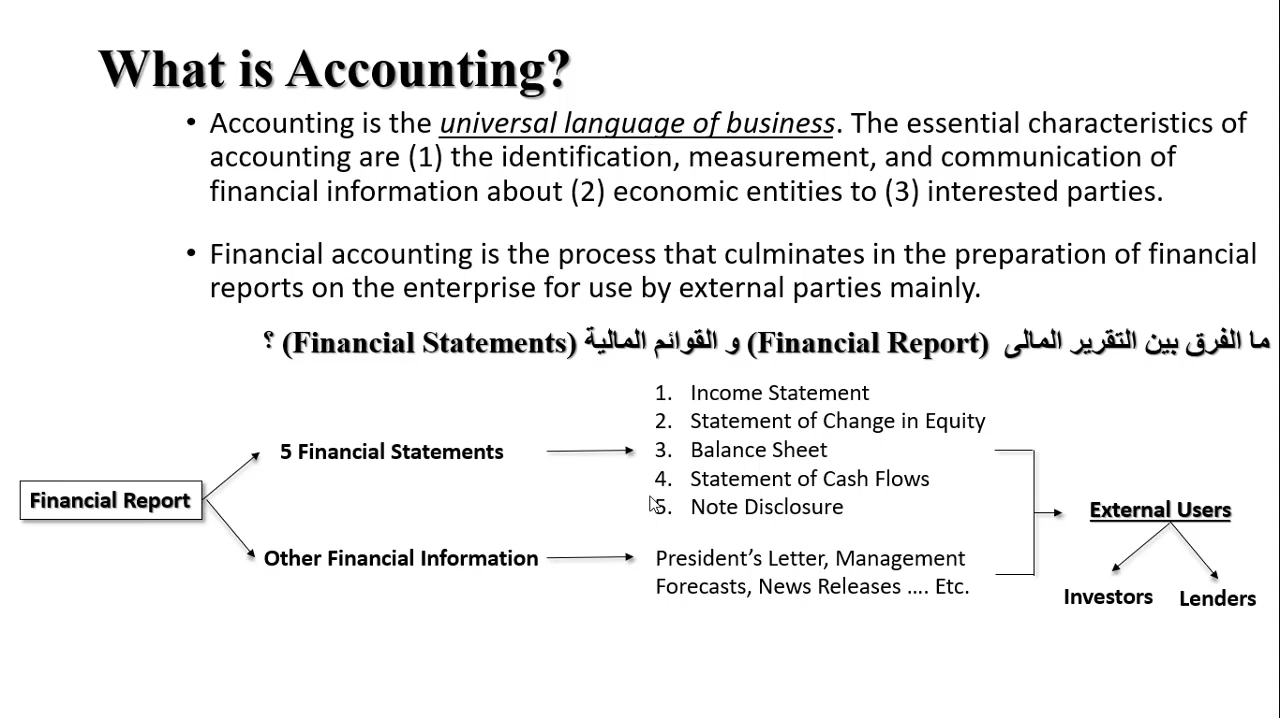 What is Accounting?
• Accounting is the universal language of business. The essential characteristics of
accounting are (1) the identification, measurement, and communication of
financial information about (2) economic entities to (3) interested parties.
• Financial accounting is the process that culminates in the preparation of financial
reports on the enterprise for use by external parties mainly.
ما الفرق بين التقرير المالى (Financial Report) و القوائم المالية (Financial Statements) ؟
Financial Report
5 Financial Statements
1. Income Statement
2. Statement of Change in Equity
3. Balance Sheet
4. Statement of Cash Flows
5. Note Disclosure
Other Financial Information
President’s Letter, Management
Forecasts, News Releases …. Etc.
External Users
Investors
Lenders